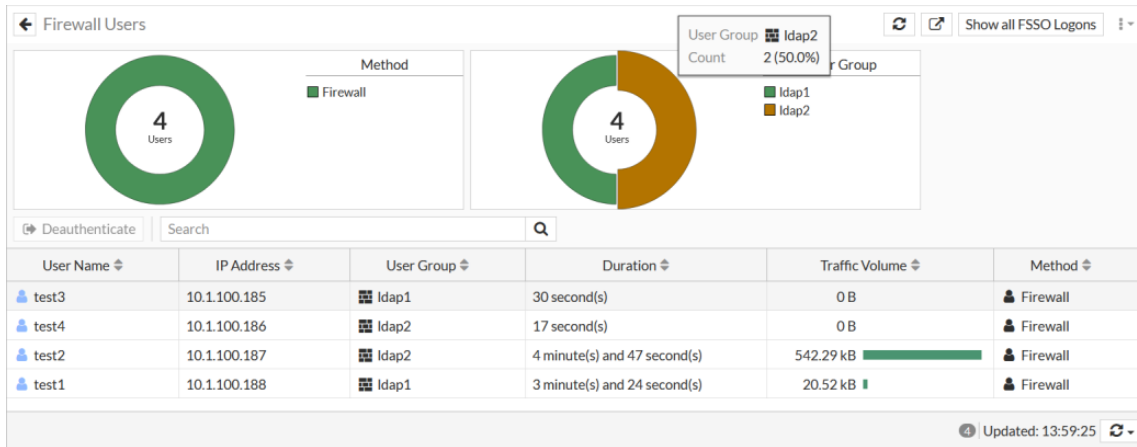 Firewall Users
Show all FSSO Logons
User Group ldap2
Count 2 (50.0%)
Method
Firewall
4
Users
r Group
ldap1
ldap2
4
Users
Deauthenticate Search
User Name IP Address User Group Duration Traffic Volume Method
test3 10.1.100.185 ldap1 30 second(s) 0 B Firewall
test4 10.1.100.186 ldap2 17 second(s) 0 B Firewall
test2 10.1.100.187 ldap2 4 minute(s) and 47 second(s) 542.29 kB Firewall
test1 10.1.100.188 ldap1 3 minute(s) and 24 second(s) 20.52 kB Firewall
4 Updated: 13:59:25